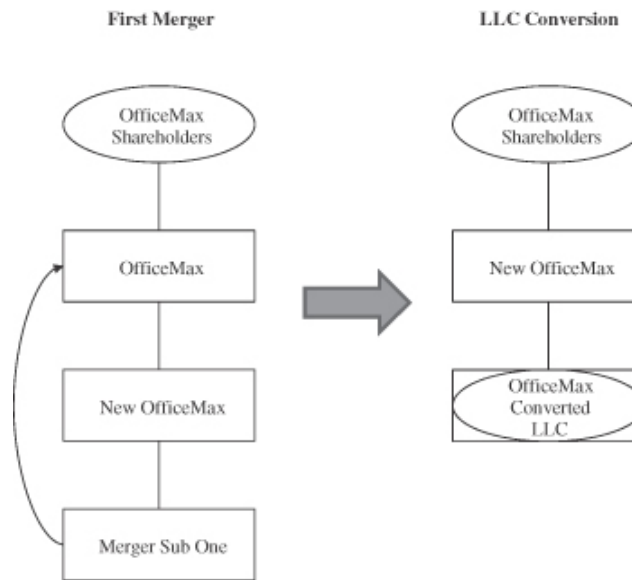 First Merger
OfficeMax
Shareholders
OfficeMax
New OfficeMax
Merger Sub One
LLC Conversion
OfficeMax
Shareholders
New OfficeMax
OfficeMax
Converted
LLC